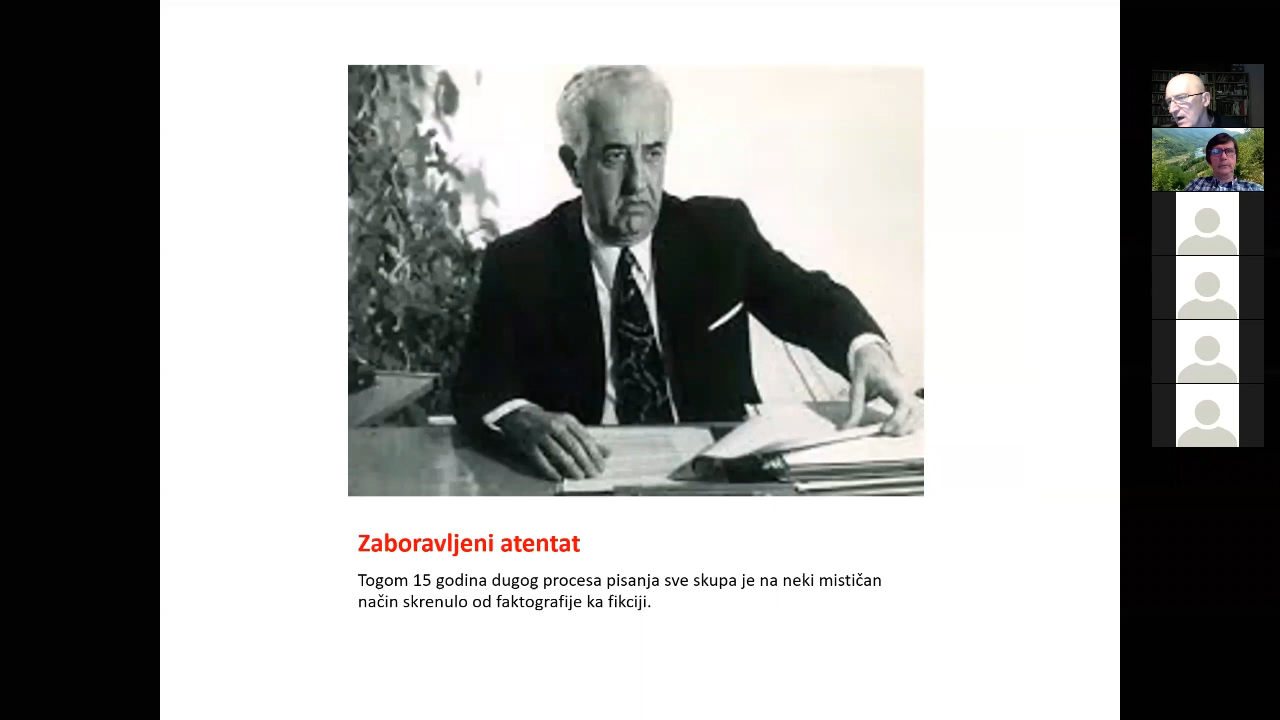 Zaboravljeni atentat
Togom 15 godina dugog procesa pisanja sve skupa je na neki mističan
način skrenulo od faktografije ka fikciji.